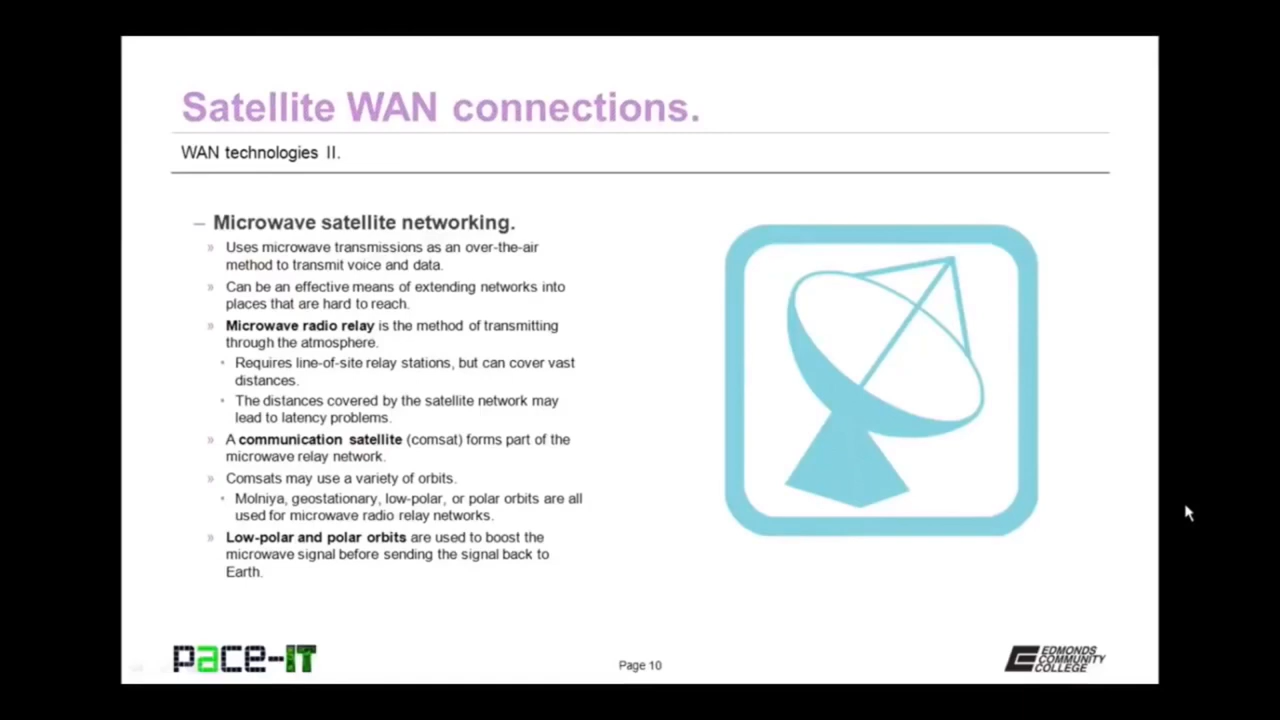 Satellite WAN connections.
WAN technologies II.
– Microwave satellite networking.
» Uses microwave transmissions as an over-the-air
method to transmit voice and data.
» Can be an effective means of extending networks into
places that are hard to reach.
» Microwave radio relay is the method of transmitting
through the atmosphere.
• Requires line-of-site relay stations, but can cover vast
distances.
• The distances covered by the satellite network may
lead to latency problems.
» A communication satellite (comsat) forms part of the
microwave relay network.
» Comsats may use a variety of orbits.
• Molniya, geostationary, low-polar, or polar orbits are all
used for microwave radio relay networks.
» Low-polar and polar orbits are used to boost the
microwave signal before sending the signal back to
Earth.
pace-IT
Page 10
EDMONDS
COMMUNITY
COLLEGE